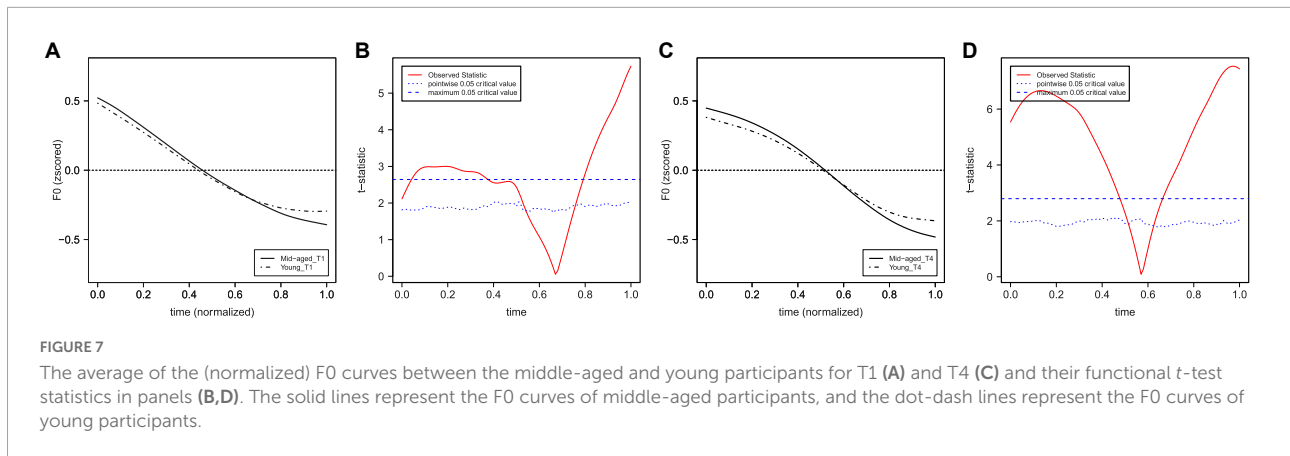 A
B
C
D
F0 (zscored)
0.5
0.0
−0.5
Mid−aged_T1
Young_T1
0.0 0.2 0.4 0.6 0.8 1.0
time (normalized)
t−statistic
5
4
3
2
1
0
Observed Statistic
pointwise 0.05 critical value
maximum 0.05 critical value
0.0 0.2 0.4 0.6 0.8 1.0
time
F0 (zscored)
0.5
0.0
−0.5
Mid−aged_T4
Young_T4
0.0 0.2 0.4 0.6 0.8 1.0
time (normalized)
t−statistic
6
4
2
0
Observed Statistic
pointwise 0.05 critical value
maximum 0.05 critical value
0.0 0.2 0.4 0.6 0.8 1.0
time
FIGURE 7
The average of the (normalized) F0 curves between the middle-aged and young participants for T1 (A) and T4 (C) and their functional t-test
statistics in panels (B,D). The solid lines represent the F0 curves of middle-aged participants, and the dot-dash lines represent the F0 curves of
young participants.